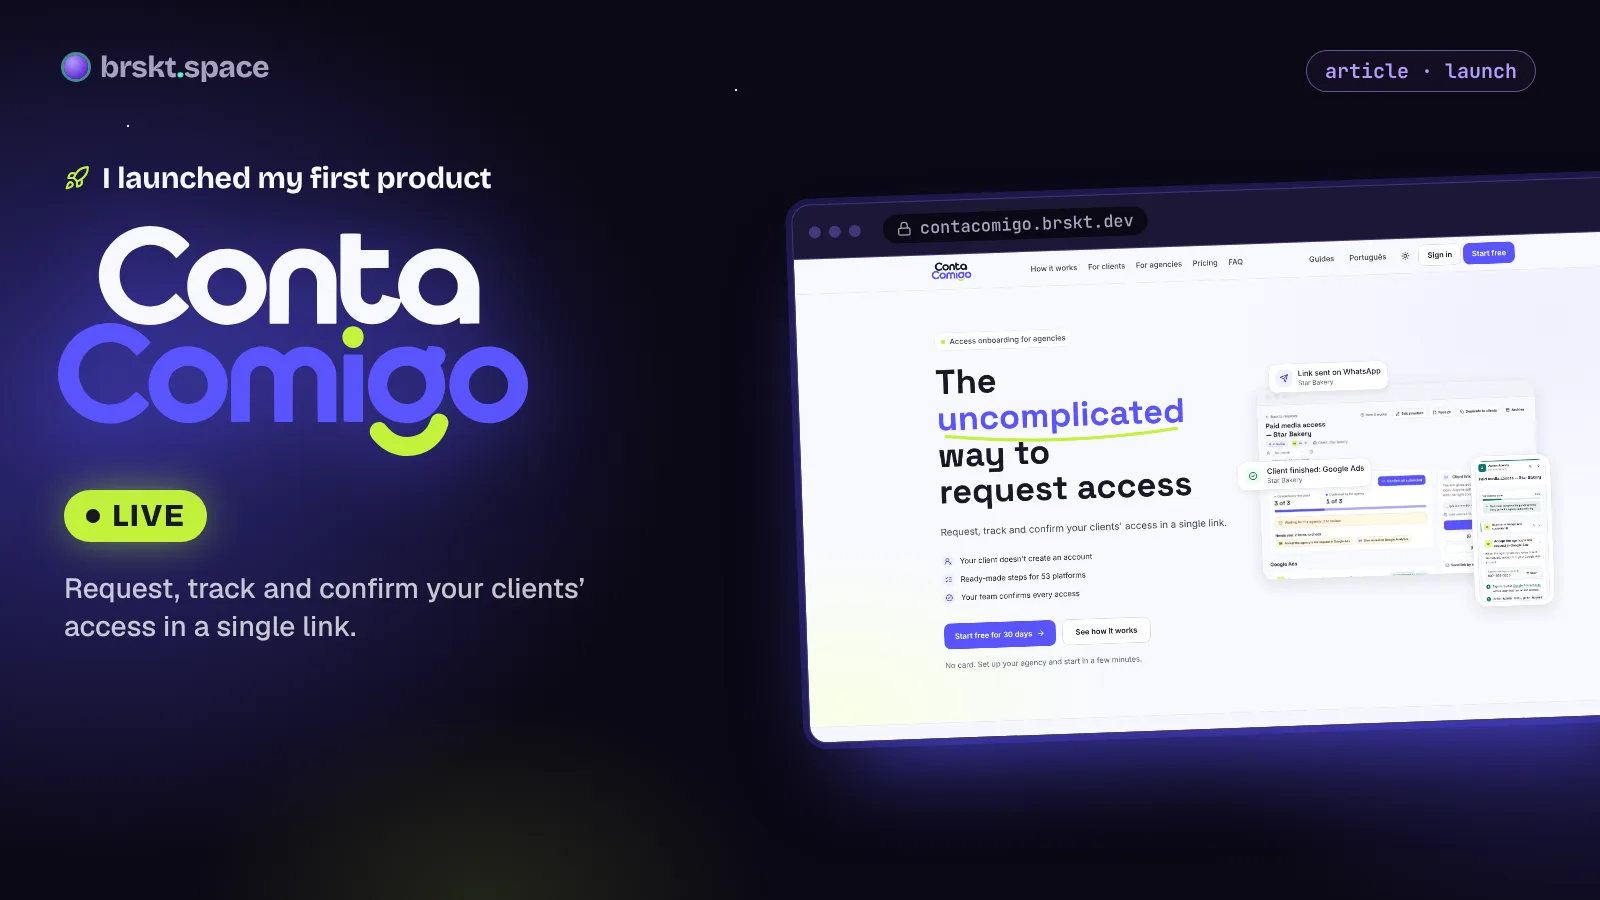 brskt.space
article · launch
I launched my first product
Conta
Comigo
LIVE
Request, track and confirm your clients’
access in a single link.
contacomigo.brskt.dev
Conta
Comigo
How it works
For clients
For agencies
Pricing
FAQ
Guides
Português
Sign in
Start free
Access onboarding for agencies
The
uncomplicated
way to
request access
Request, track and confirm your clients' access in a single link.
Your client doesn't create an account
Ready-made steps for 53 platforms
Your team confirms every access
Start free for 30 days →
See how it works
No card. Set up your agency and start in a few minutes.
Link sent on WhatsApp
Star Bakery
Paid media access
— Star Bakery
Client finished: Google Ads
Star Bakery
3 of 3
1 of 3
Google Ads